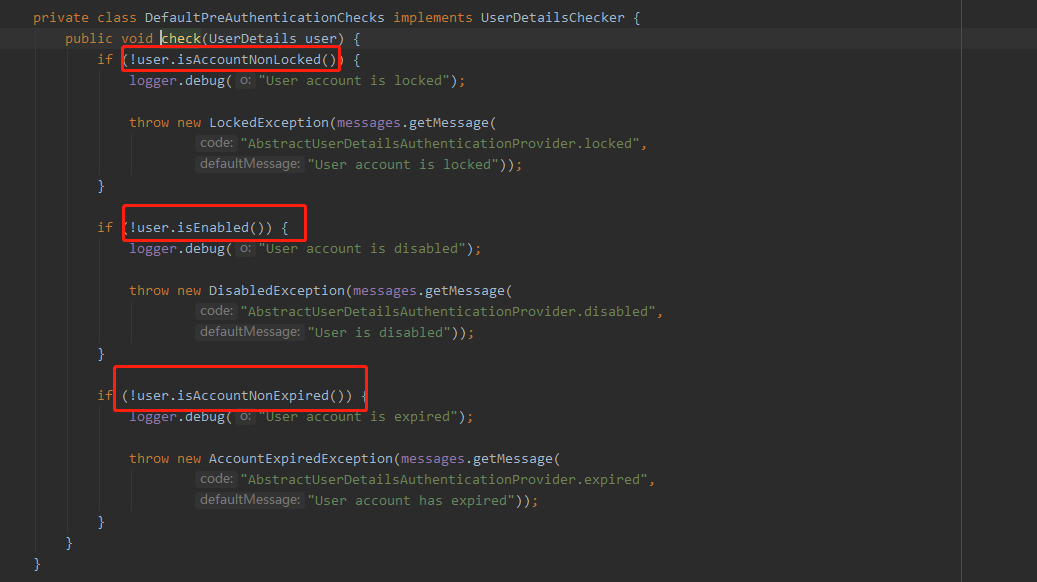 private class DefaultPreAuthenticationChecks implements UserDetailsChecker {
public void check(UserDetails user) {
if (!user.isAccountNonLocked()) {
logger.debug( o: "User account is locked");
throw new LockedException(messages.getMessage(
code: "AbstractUserDetailsAuthenticationProvider.locked",
defaultMessage: "User account is locked"));
}
if (!user.isEnabled()) {
logger.debug( o: "User account is disabled");
throw new DisabledException(messages.getMessage(
code: "AbstractUserDetailsAuthenticationProvider.disabled",
defaultMessage: "User is disabled"));
}
if (!user.isAccountNonExpired()) {
logger.debug( o: "User account is expired");
throw new AccountExpiredException(messages.getMessage(
code: "AbstractUserDetailsAuthenticationProvider.expired",
defaultMessage: "User account has expired"));
}
}
}